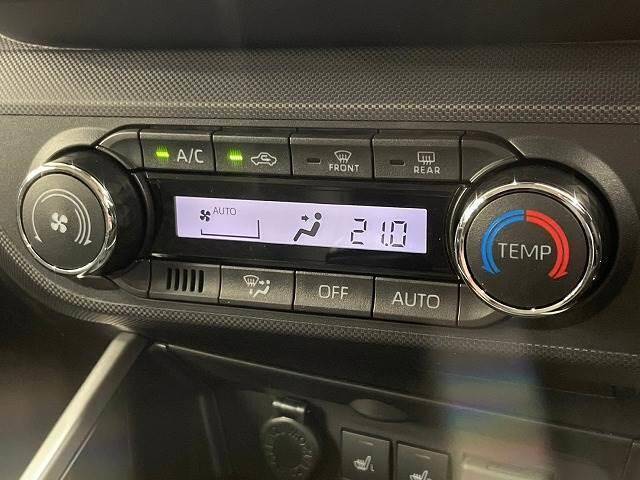 A/C
FRONT
REAR
AUTO
21.0
TEMP
OFF
AUTO
L